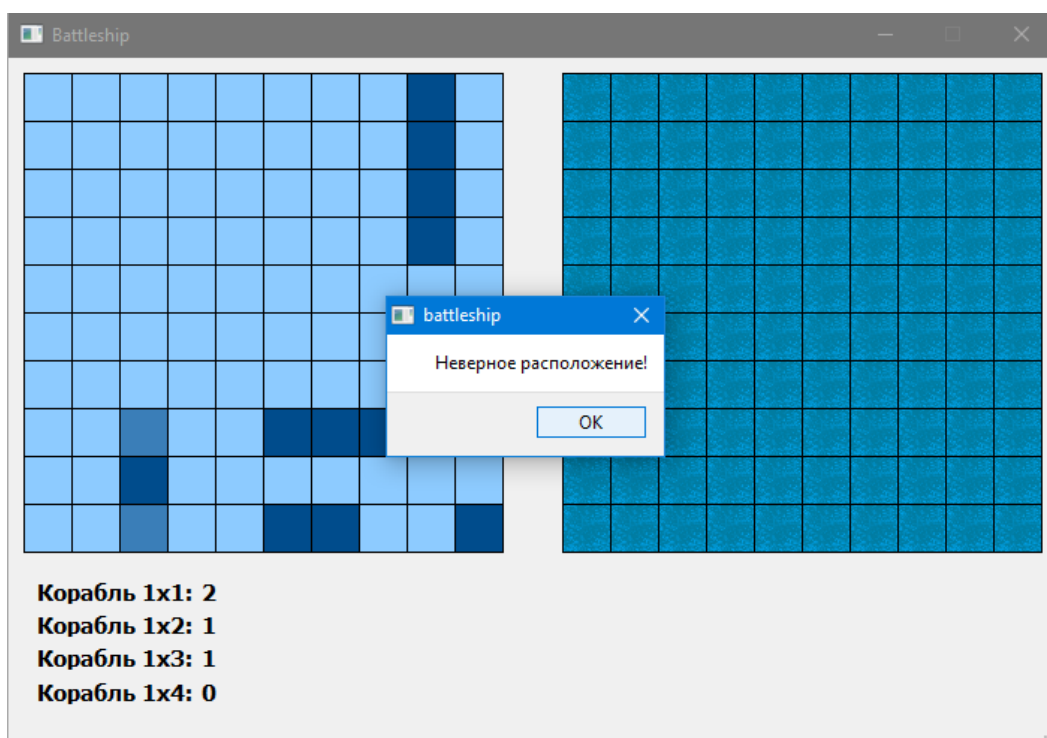 Battleship
battleship
Неверное расположение!
OK
Корабль 1x1: 2
Корабль 1x2: 1
Корабль 1x3: 1
Корабль 1x4: 0